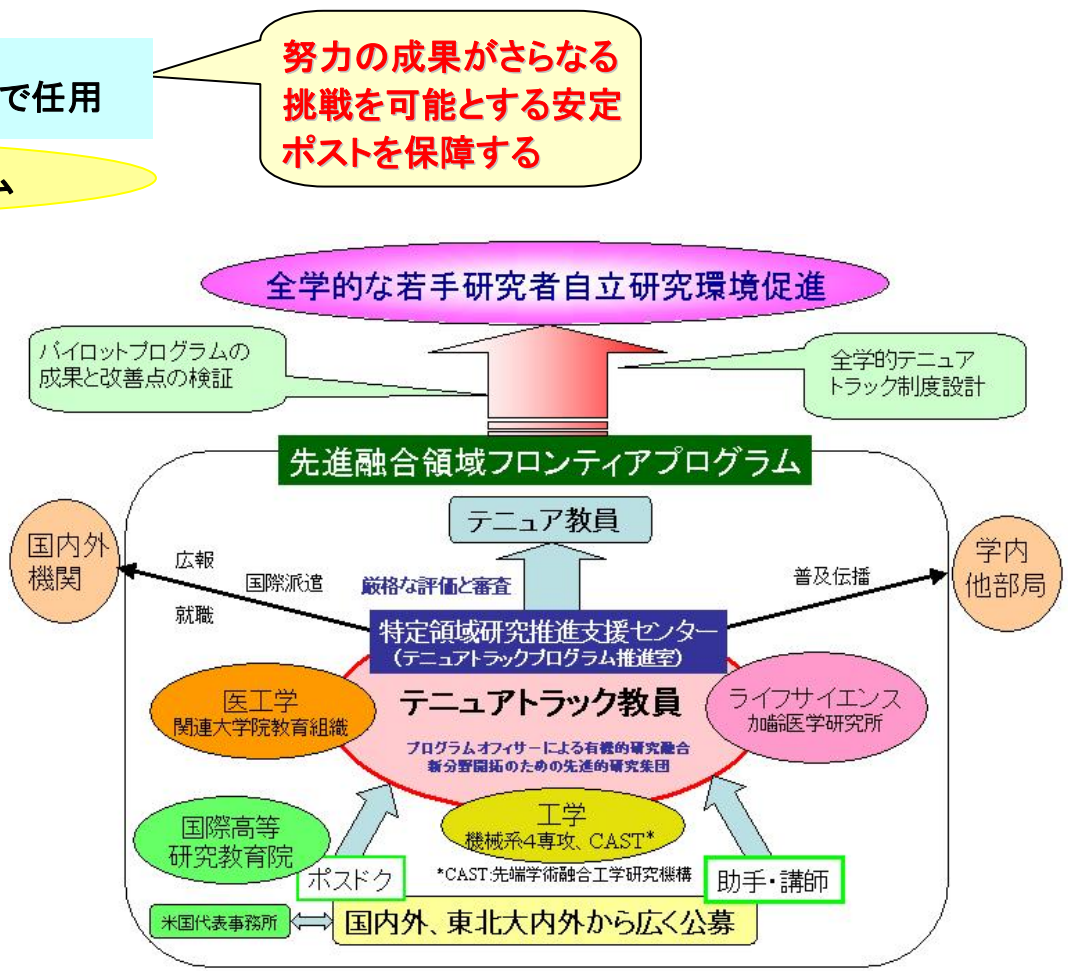 で任用
努力の成果がさらなる
挑戦を可能とする安定
ポストを保障する
ム
全学的な若手研究者自立研究環境促進
パイロットプログラムの
成果と改善点の検証
全学的テニュア
トラック制度設計
先進融合領域フロンティアプログラム
テニュア教員
国内外
機関
広報
国際派遣
就職
厳格な評価と審査
普及伝播
学内
他部局
特定領域研究推進支援センター
(テニュアトラックプログラム推進室)
医工学
関連大学院教育組織
テニュアトラック教員
ライフサイエンス
加齢医学研究所
プログラムオフィサーによる有機的研究融合
新分野開拓のための先進的研究集団
工学
機械系4専攻、CAST*
国際高等
研究教育院
ポスドク
*CAST:先端学術融合工学研究機構
助手・講師
米国代表事務所
国内外、東北大内外から広く公募